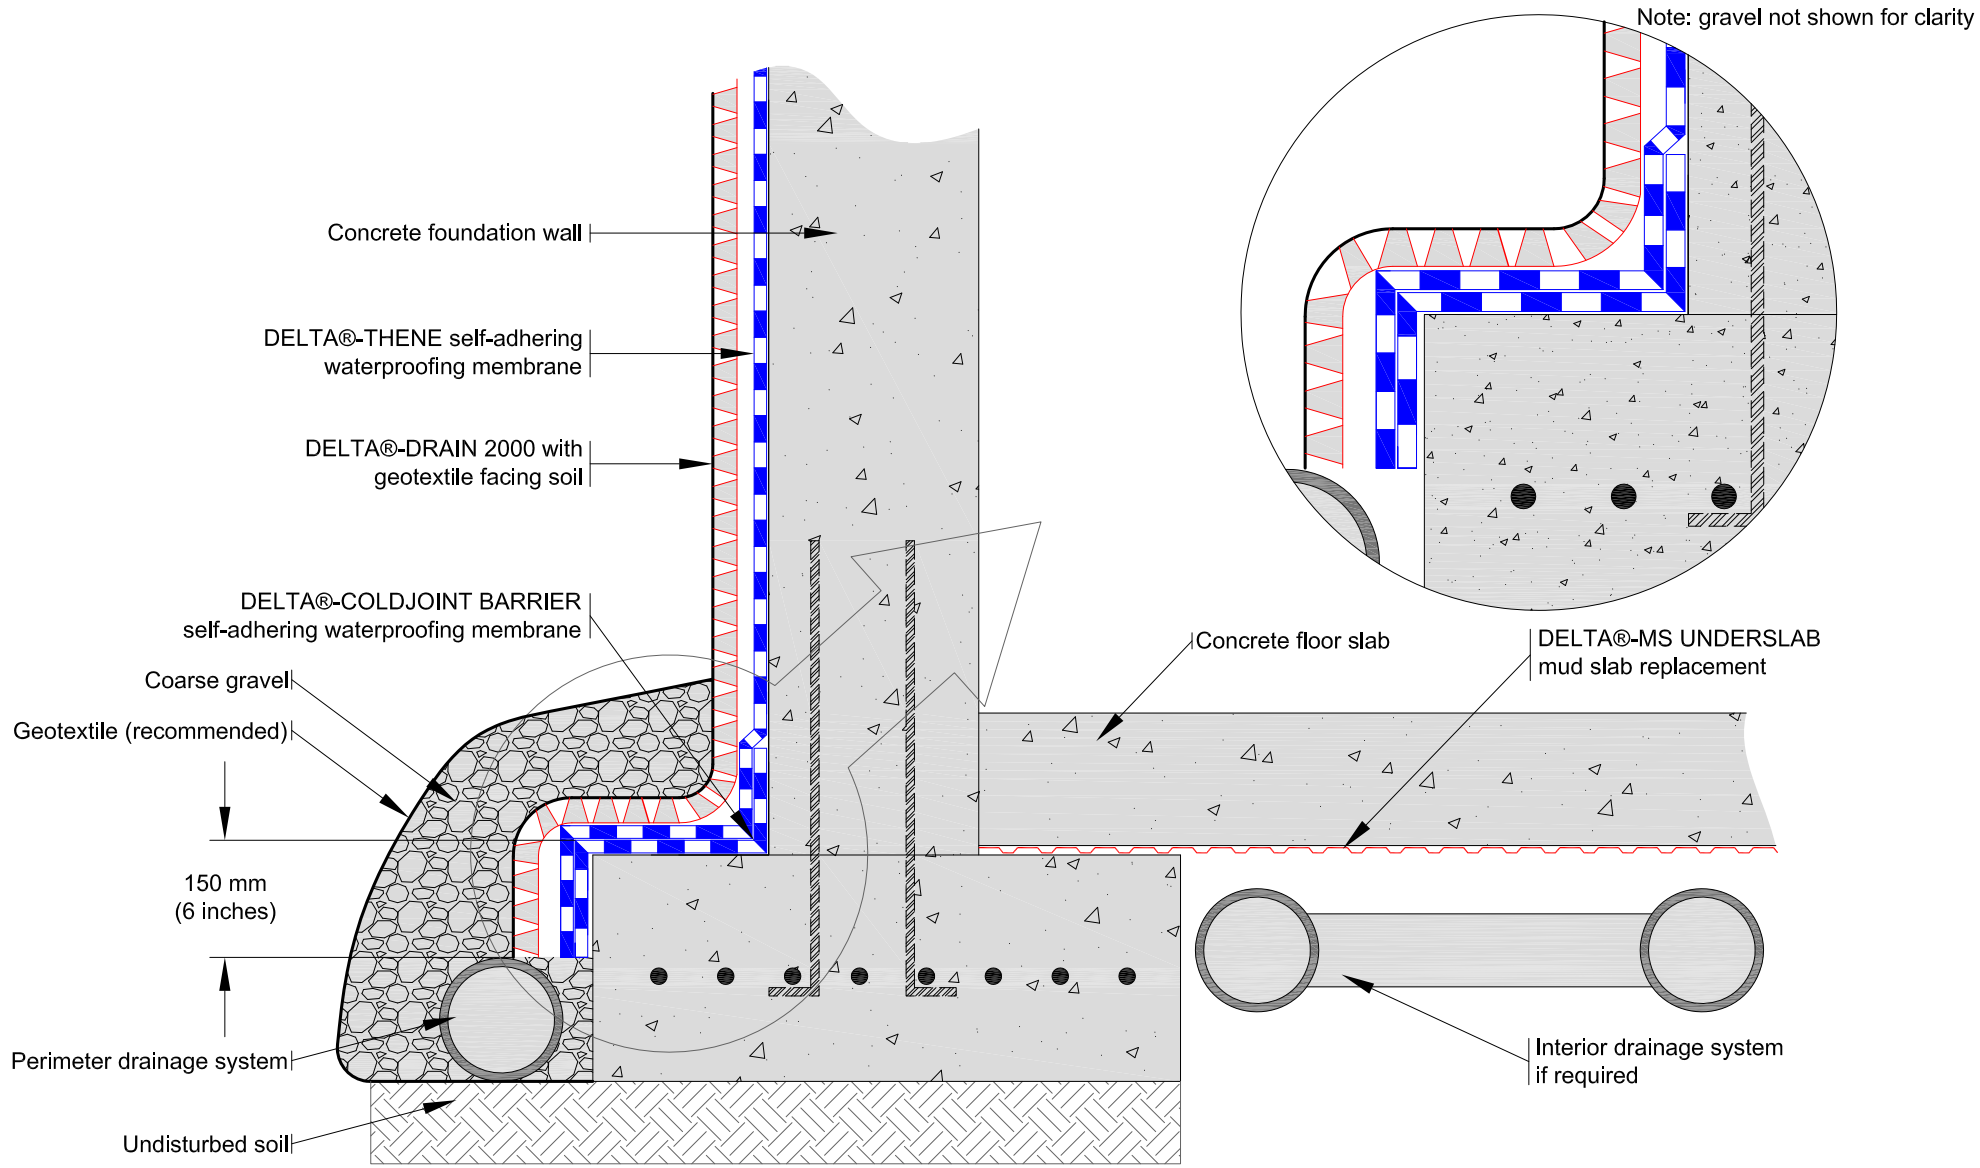 Note: gravel not shown for clarity
Concrete foundation wall
DELTA®-THENE self-adhering
waterproofing membrane
DELTA®-DRAIN 2000 with
geotextile facing soil
DELTA®-COLDJOINT BARRIER
self-adhering waterproofing membrane
Coarse gravel
Geotextile (recommended)
150 mm
(6 inches)
Perimeter drainage system
Undisturbed soil
Concrete floor slab
DELTA®-MS UNDERSLAB
mud slab replacement
Interior drainage system
if required